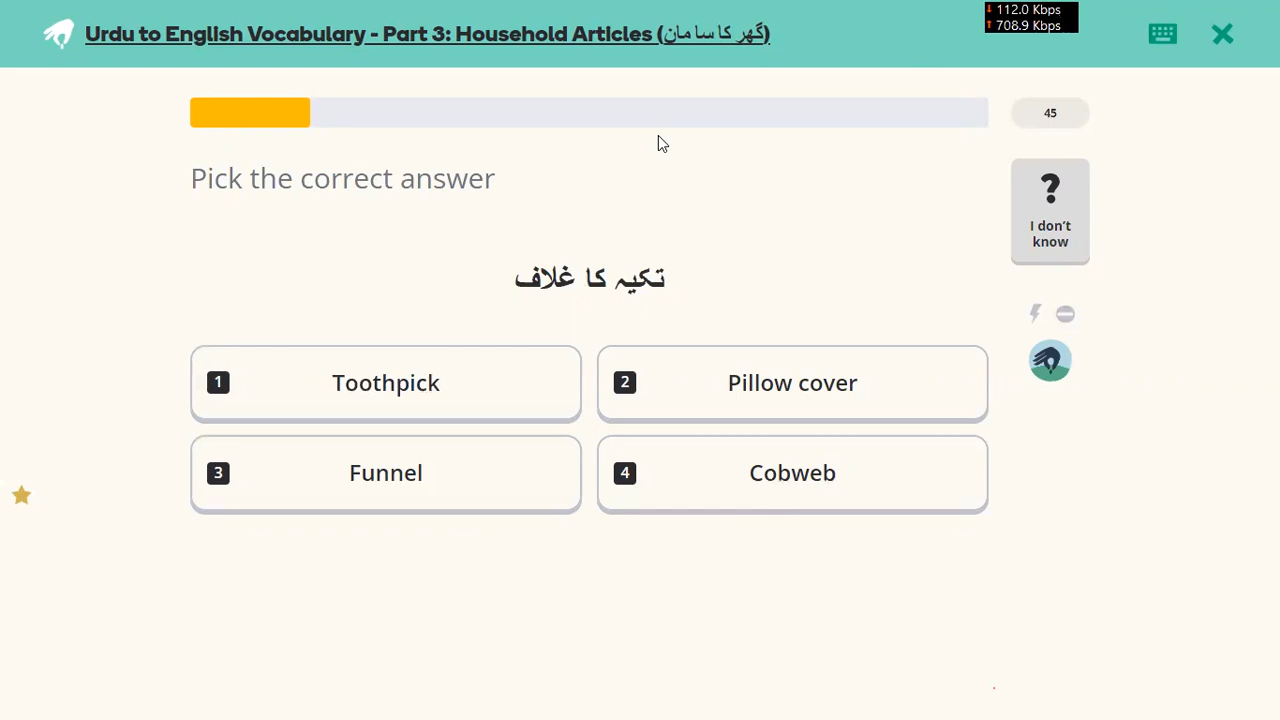 Urdu to English Vocabulary - Part 3: Household Articles (گھر کا سامان)
112.0 Kbps
708.9 Kbps
45
Pick the correct answer
?
I don't
know
تکیہ کا غلاف
1 Toothpick
2 Pillow cover
3 Funnel
4 Cobweb